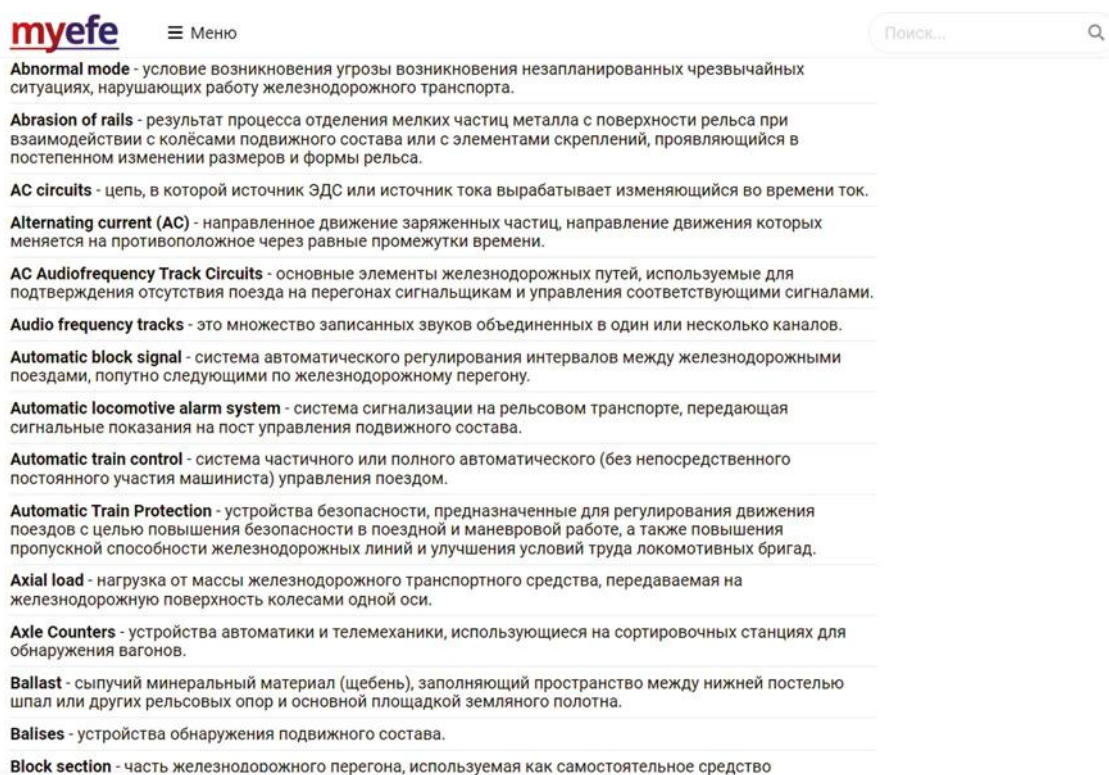 myefe
Меню
Поиск...
Abnormal mode - условие возникновения угрозы возникновения незапланированных чрезвычайных
ситуациях, нарушающих работу железнодорожного транспорта.
Abrasion of rails - результат процесса отделения мелких частиц металла с поверхности рельса при
взаимодействии с колёсами подвижного состава или с элементами скреплений, проявляющийся в
постепенном изменении размеров и формы рельса.
AC circuits - цепь, в которой источник ЭДС или источник тока вырабатывает изменяющийся во времени ток.
Alternating current (AC) - направленное движение заряженных частиц, направление движения которых
меняется на противоположное через равные промежутки времени.
AC Audiofrequency Track Circuits - основные элементы железнодорожных путей, используемые для
подтверждения отсутствия поезда на перегонах сигнальщикам и управления соответствующими сигналами.
Audio frequency tracks - это множество записанных звуков объединенных в один или несколько каналов.
Automatic block signal - система автоматического регулирования интервалов между железнодорожными
поездами, попутно следующими по железнодорожному перегону.
Automatic locomotive alarm system - система сигнализации на рельсовом транспорте, передающая
сигнальные показания на пост управления подвижного состава.
Automatic train control - система частичного или полного автоматического (без непосредственного
постоянного участия машиниста) управления поездом.
Automatic Train Protection - устройства безопасности, предназначенные для регулирования движения
поездов с целью повышения безопасности в поездной и маневровой работе, а также повышения
пропускной способности железнодорожных линий и улучшения условий труда локомотивных бригад.
Axial load - нагрузка от массы железнодорожного транспортного средства, передаваемая на
железнодорожную поверхность колесами одной оси.
Axle Counters - устройства автоматики и телемеханики, использующиеся на сортировочных станциях для
обнаружения вагонов.
Ballast - сыпучий минеральный материал (щебень), заполняющий пространство между нижней постелью
шпал или других рельсовых опор и основной площадкой земляного полотна.
Balises - устройства обнаружения подвижного состава.
Block section - часть железнодорожного перегона, используемая как самостоятельное средство